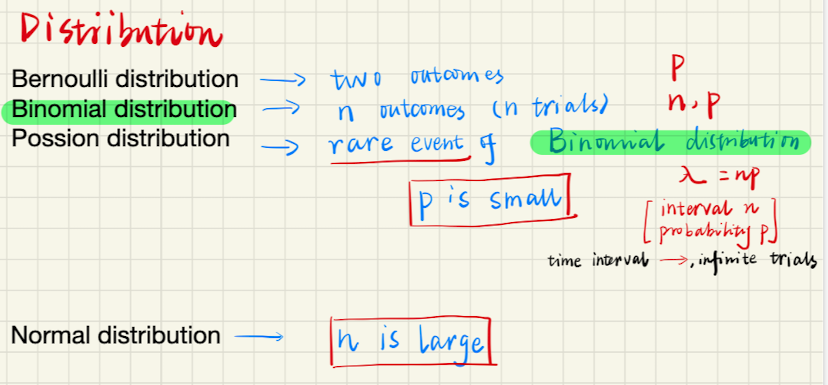 Distribution
Bernoulli distribution → two outcomes p
Binomial distribution → n outcomes (n trials) n, p
Possion distribution → rare event of Binomial distribution
λ = np
p is small
[interval n
probability p]
time interval →, infinite trials
Normal distribution → n is large